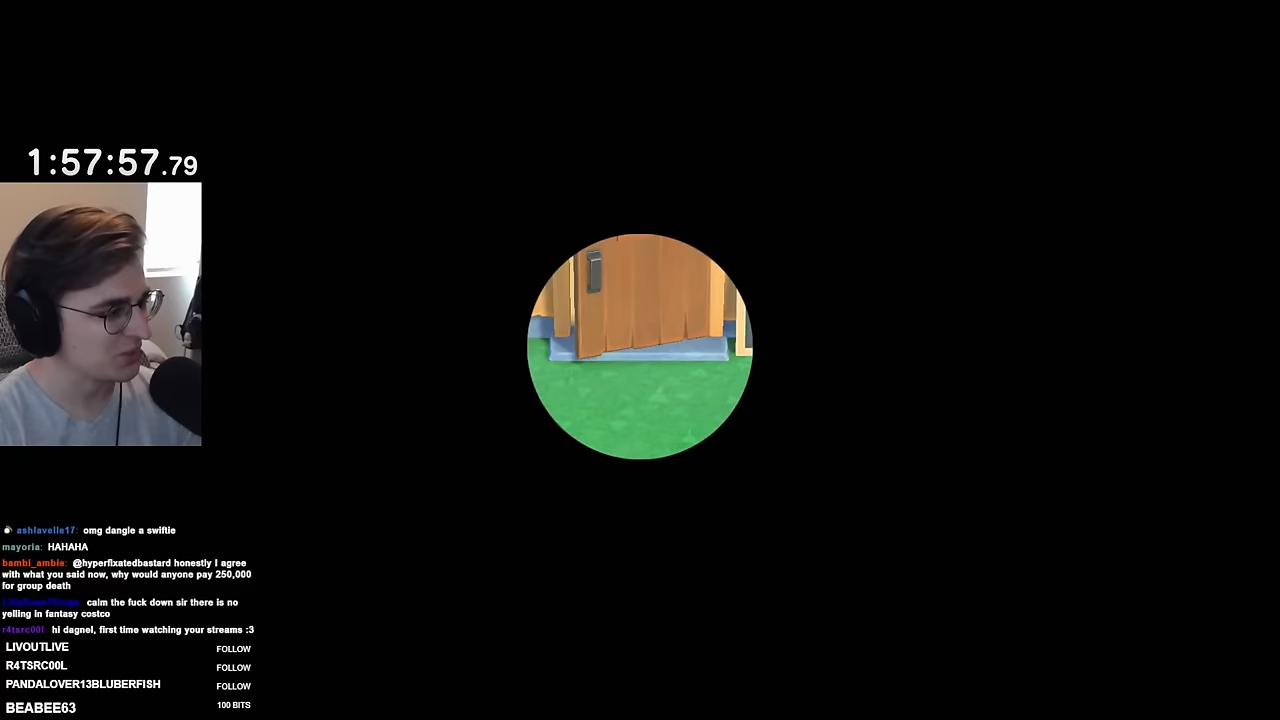 1:57:57.79
ashlavelle17: omg dangle a swiftie
mayoria: HAHAHA
bambi_amble: @hyperfixatedbastard honestly I agree
with what you said now, why would anyone pay 250,000
for group death
calm the fuck down sir there is no
yelling in fantasy costco
r4tsrc00l: hi dagnel, first time watching your streams :3
LIVOUTLIVE FOLLOW
R4TSRC00L FOLLOW
PANDALOVER13BLUBERFISH FOLLOW
BEABEE63 100 BITS